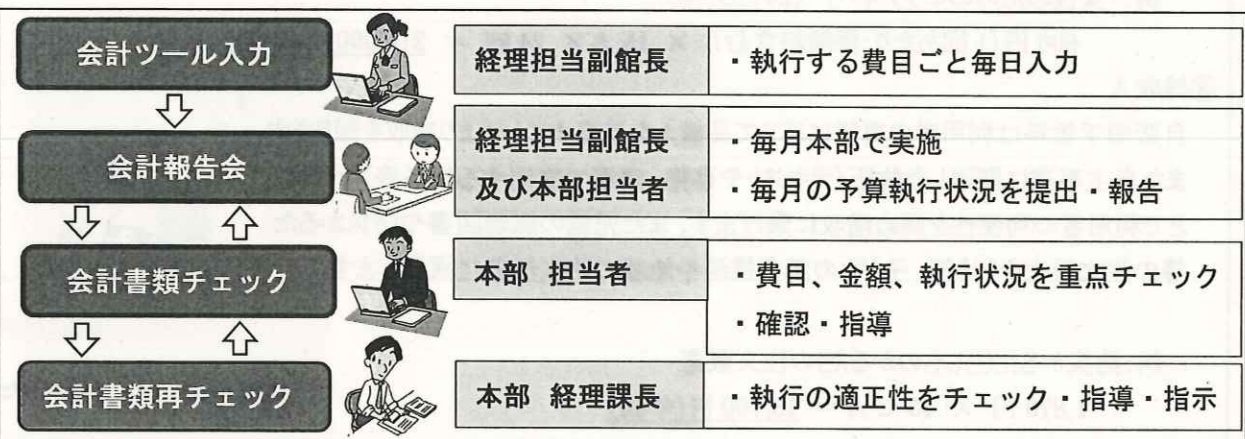 会計ツール入力
経理担当副館長
・執行する費目ごと毎日入力
会計報告会
経理担当副館長
及び本部担当者
・毎月本部で実施
・毎月の予算執行状況を提出・報告
会計書類チェック
本部 担当者
・費目、金額、執行状況を重点チェック
・確認・指導
会計書類再チェック
本部 経理課長
・執行の適正性をチェック・指導・指示